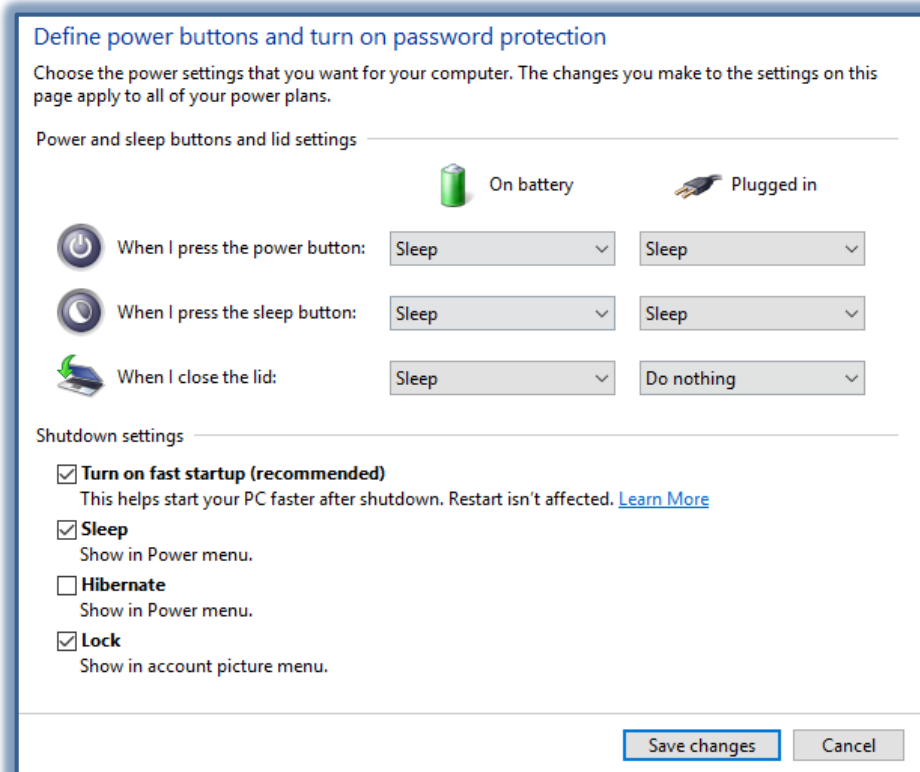 Define power buttons and turn on password protection
Choose the power settings that you want for your computer. The changes you make to the settings on this
page apply to all of your power plans.
Power and sleep buttons and lid settings
On battery Plugged in
When I press the power button: Sleep Sleep
When I press the sleep button: Sleep Sleep
When I close the lid: Sleep Do nothing
Shutdown settings
Turn on fast startup (recommended)
This helps start your PC faster after shutdown. Restart isn't affected. Learn More
Sleep
Show in Power menu.
Hibernate
Show in Power menu.
Lock
Show in account picture menu.
Save changes Cancel